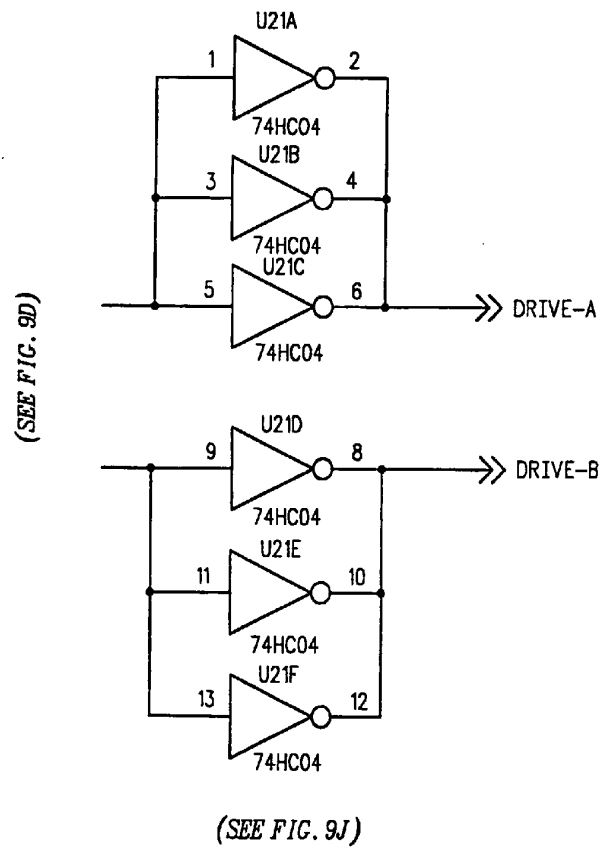 U21A
1 2
74HC04
U21B
3 4
74HC04
U21C
5 6
DRIVE-A
74HC04
(SEE FIG. 9D)
U21D
9 8
DRIVE-B
74HC04
U21E
11 10
74HC04
U21F
13 12
74HC04
(SEE FIG. 9J)